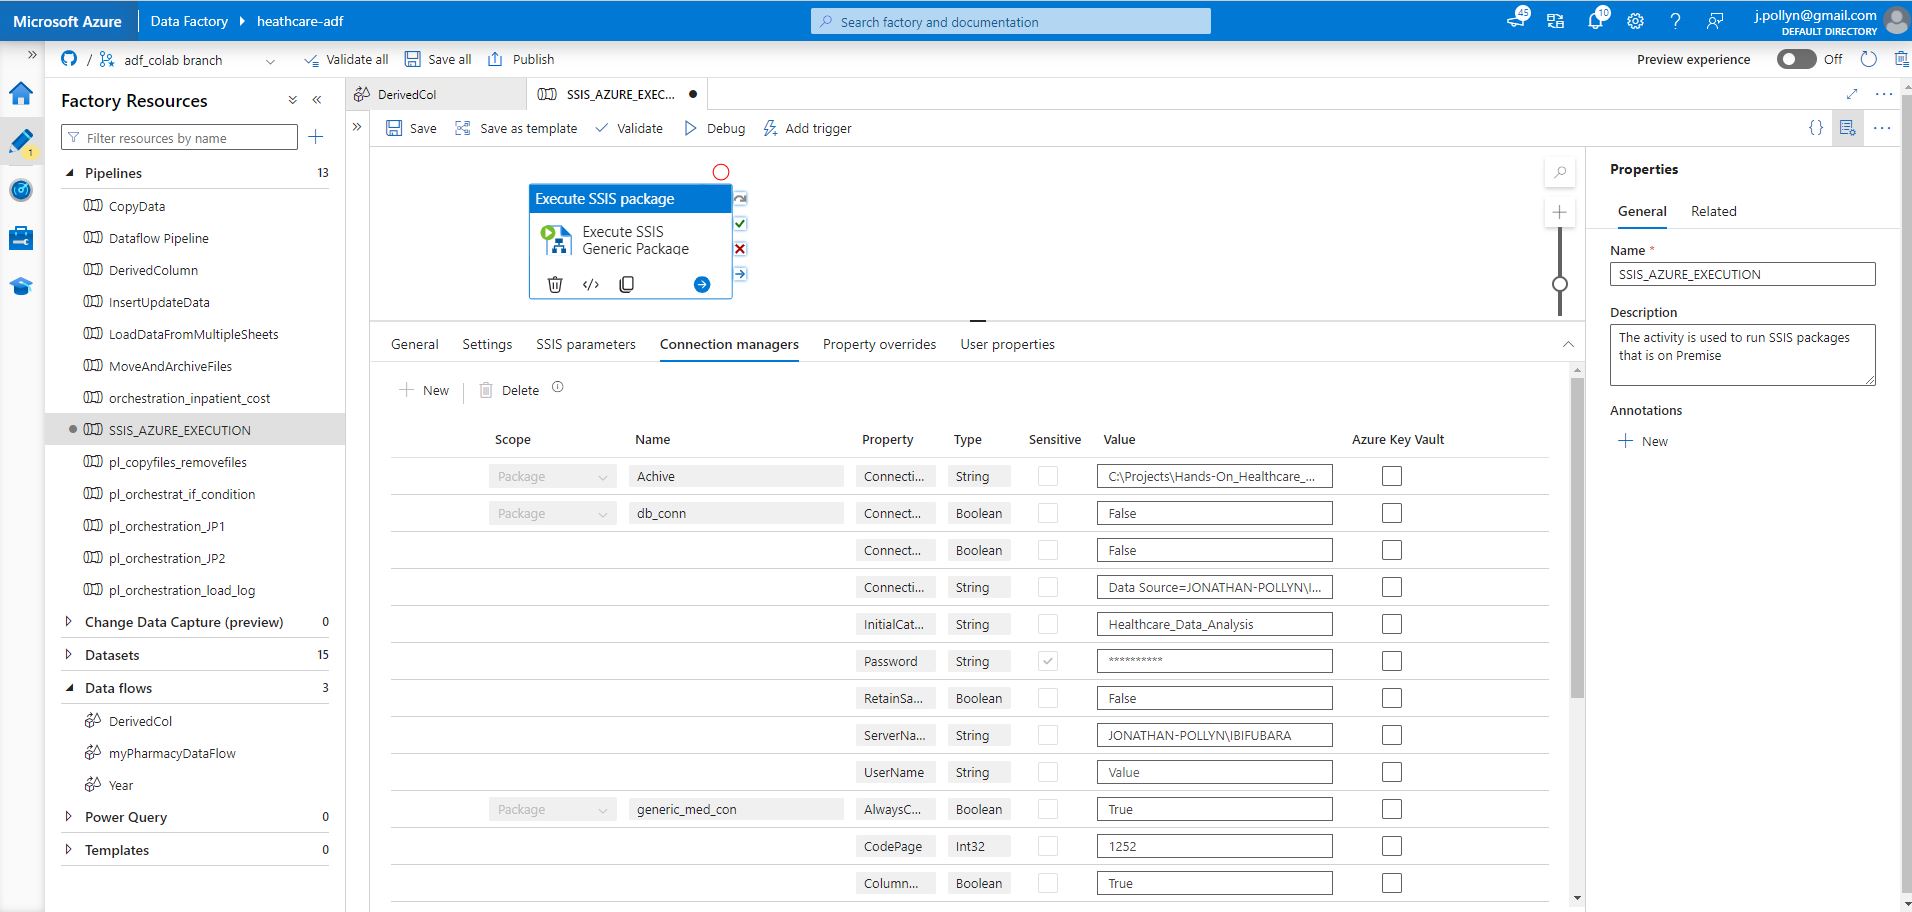 Microsoft Azure Data Factory heathcare-adf Search factory and documentation 45 10 j.pollyn@gmail.com
DEFAULT DIRECTORY
/ adf_colab branch Validate all Save all Publish Preview experience Off
Factory Resources
Filter resources by name
1
Pipelines 13
CopyData
Dataflow Pipeline
DerivedColumn
InsertUpdateData
LoadDataFromMultipleSheets
MoveAndArchiveFiles
orchestration_inpatient_cost
SSIS_AZURE_EXECUTION
pl_copyfiles_removefiles
pl_orchestrat_if_condition
pl_orchestration_JP1
pl_orchestration_JP2
pl_orchestration_load_log
Change Data Capture (preview) 0
Datasets 15
Data flows 3
DerivedCol
myPharmacyDataFlow
Year
Power Query 0
Templates 0
DerivedCol SSIS_AZURE_EXEC...
Save Save as template Validate Debug Add trigger {}
Execute SSIS package
Execute SSIS
Generic Package
General Settings SSIS parameters Connection managers Property overrides User properties
New Delete
Scope Name Property Type Sensitive Value Azure Key Vault
Package Achive Connecti... String C:\Projects\Hands-On_Healthcare_...
Package db_conn Connect... Boolean False
Connect... Boolean False
Connecti... String Data Source=JONATHAN-POLLYN\I...
InitialCat... String Healthcare_Data_Analysis
Password String **********
RetainSa... Boolean False
ServerNa... String JONATHAN-POLLYN\IBIFUBARA
UserName String Value
Package generic_med_con AlwaysC... Boolean True
CodePage Int32 1252
Column... Boolean True
Properties
General Related
Name *
SSIS_AZURE_EXECUTION
Description
The activity is used to run SSIS packages
that is on Premise
Annotations
New